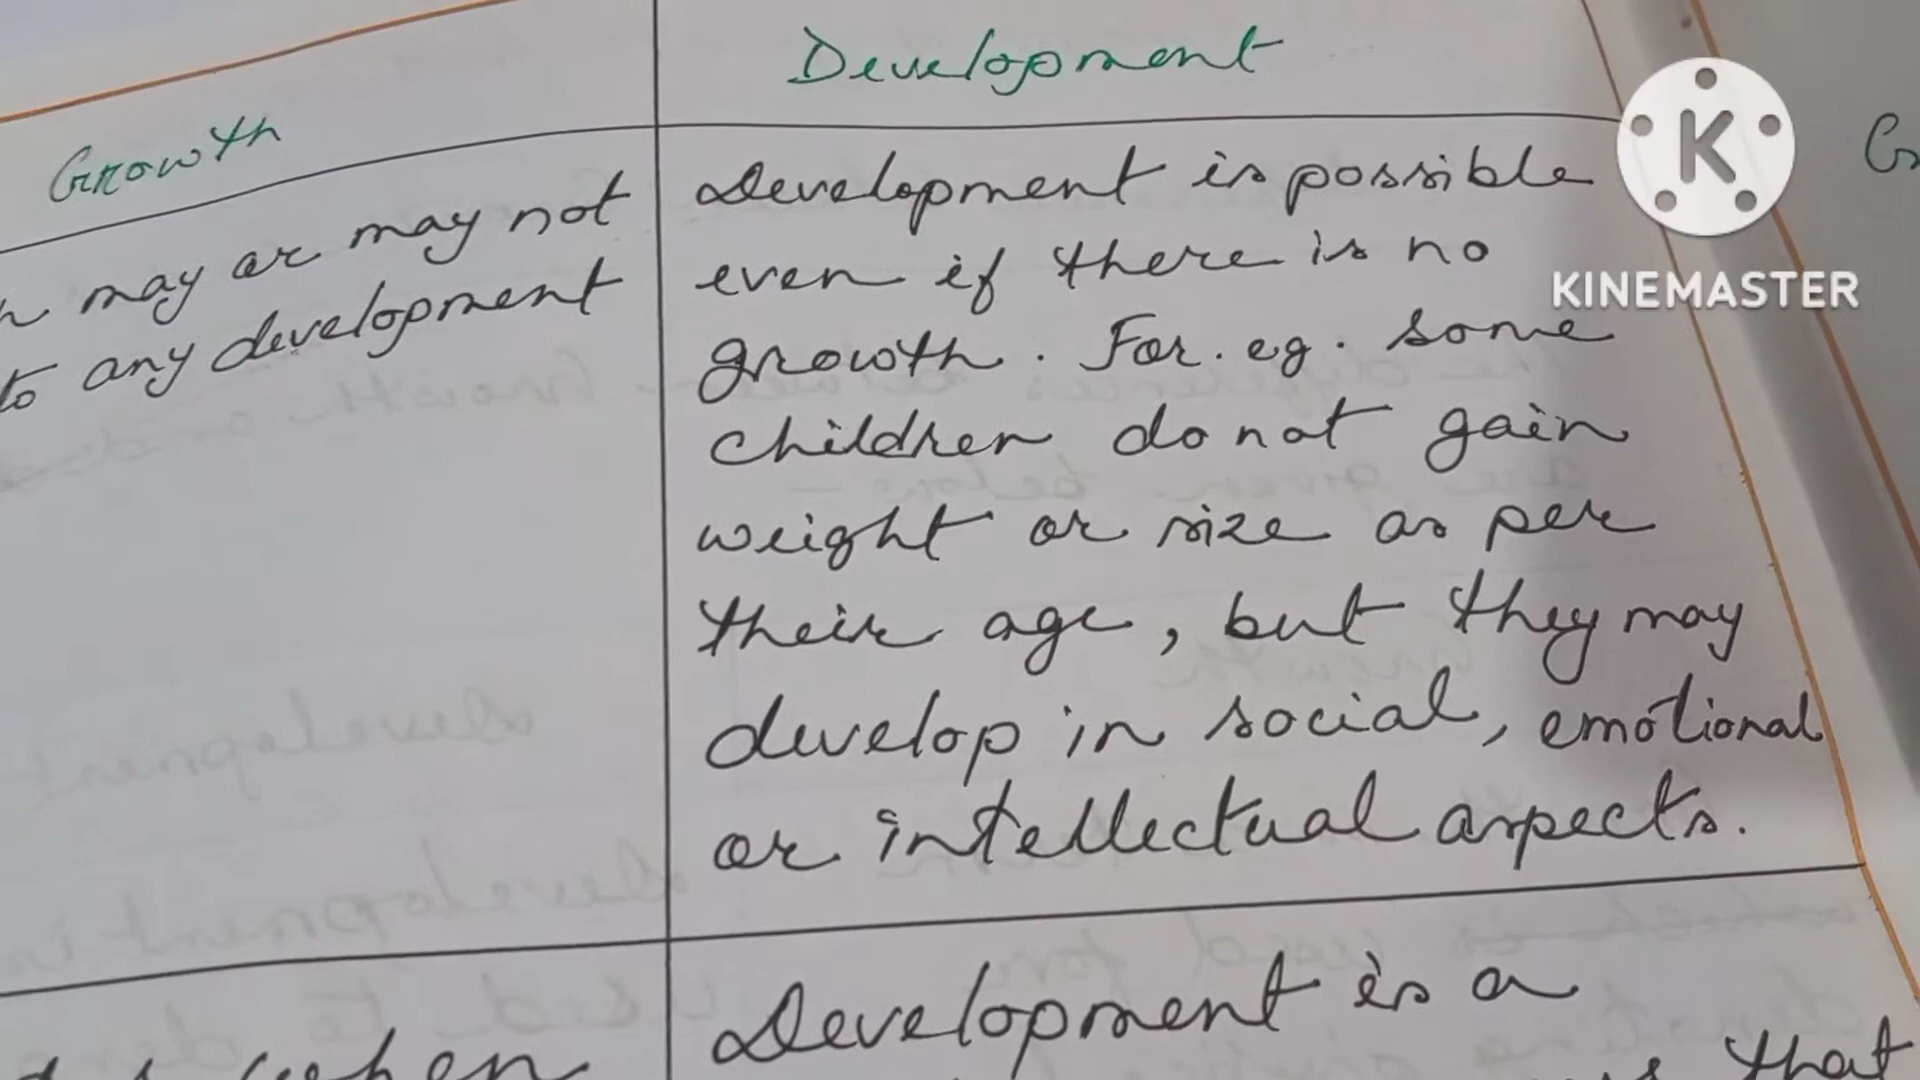 Growth
Development
may or may not
to any development
Development is possible
even if there is no
growth. For. eg. some
children do not gain
weight or size as per
their age, but they may
develop in social, emotional
or intellectual aspects.
when
Development is a
that
K
KINEMASTER